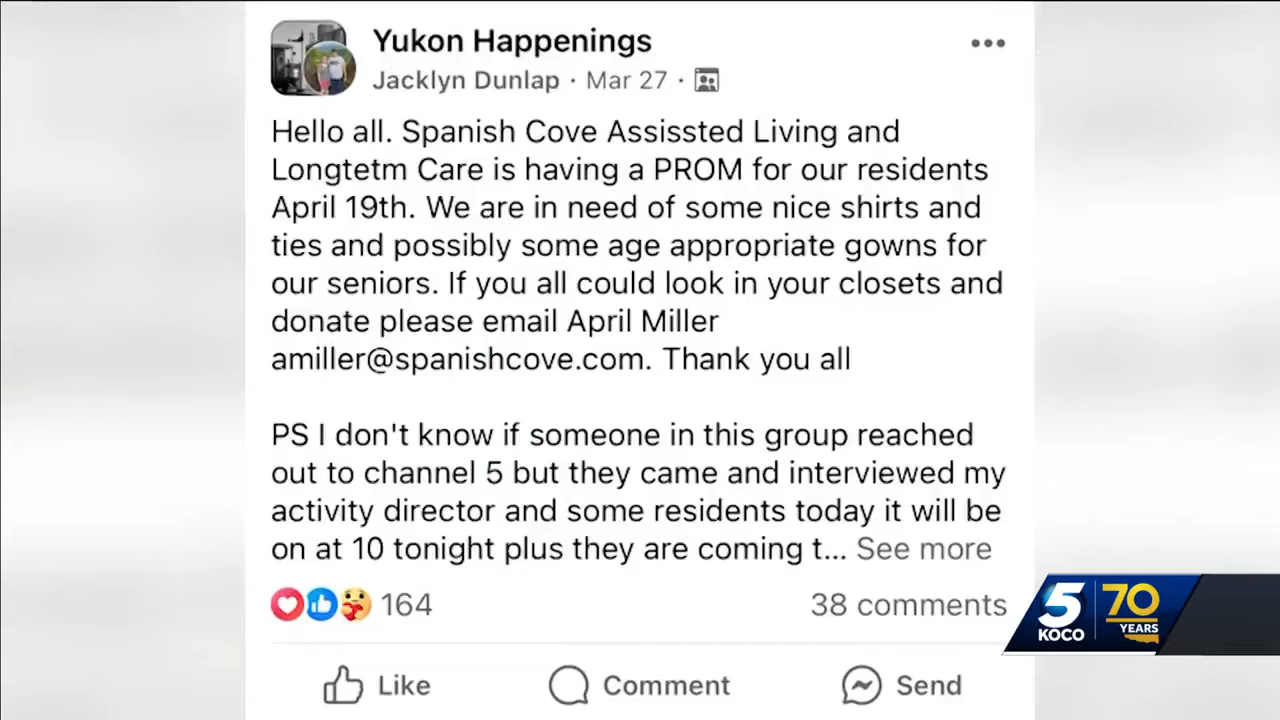 Yukon Happenings
Jacklyn Dunlap · Mar 27 ·
Hello all. Spanish Cove Assissted Living and
Longtetm Care is having a PROM for our residents
April 19th. We are in need of some nice shirts and
ties and possibly some age appropriate gowns for
our seniors. If you all could look in your closets and
donate please email April Miller
amiller@spanishcove.com. Thank you all
PS I don't know if someone in this group reached
out to channel 5 but they came and interviewed my
activity director and some residents today it will be
on at 10 tonight plus they are coming t... See more
164
38 comments
Like
Comment
Send
5
KOCO
70
YEARS